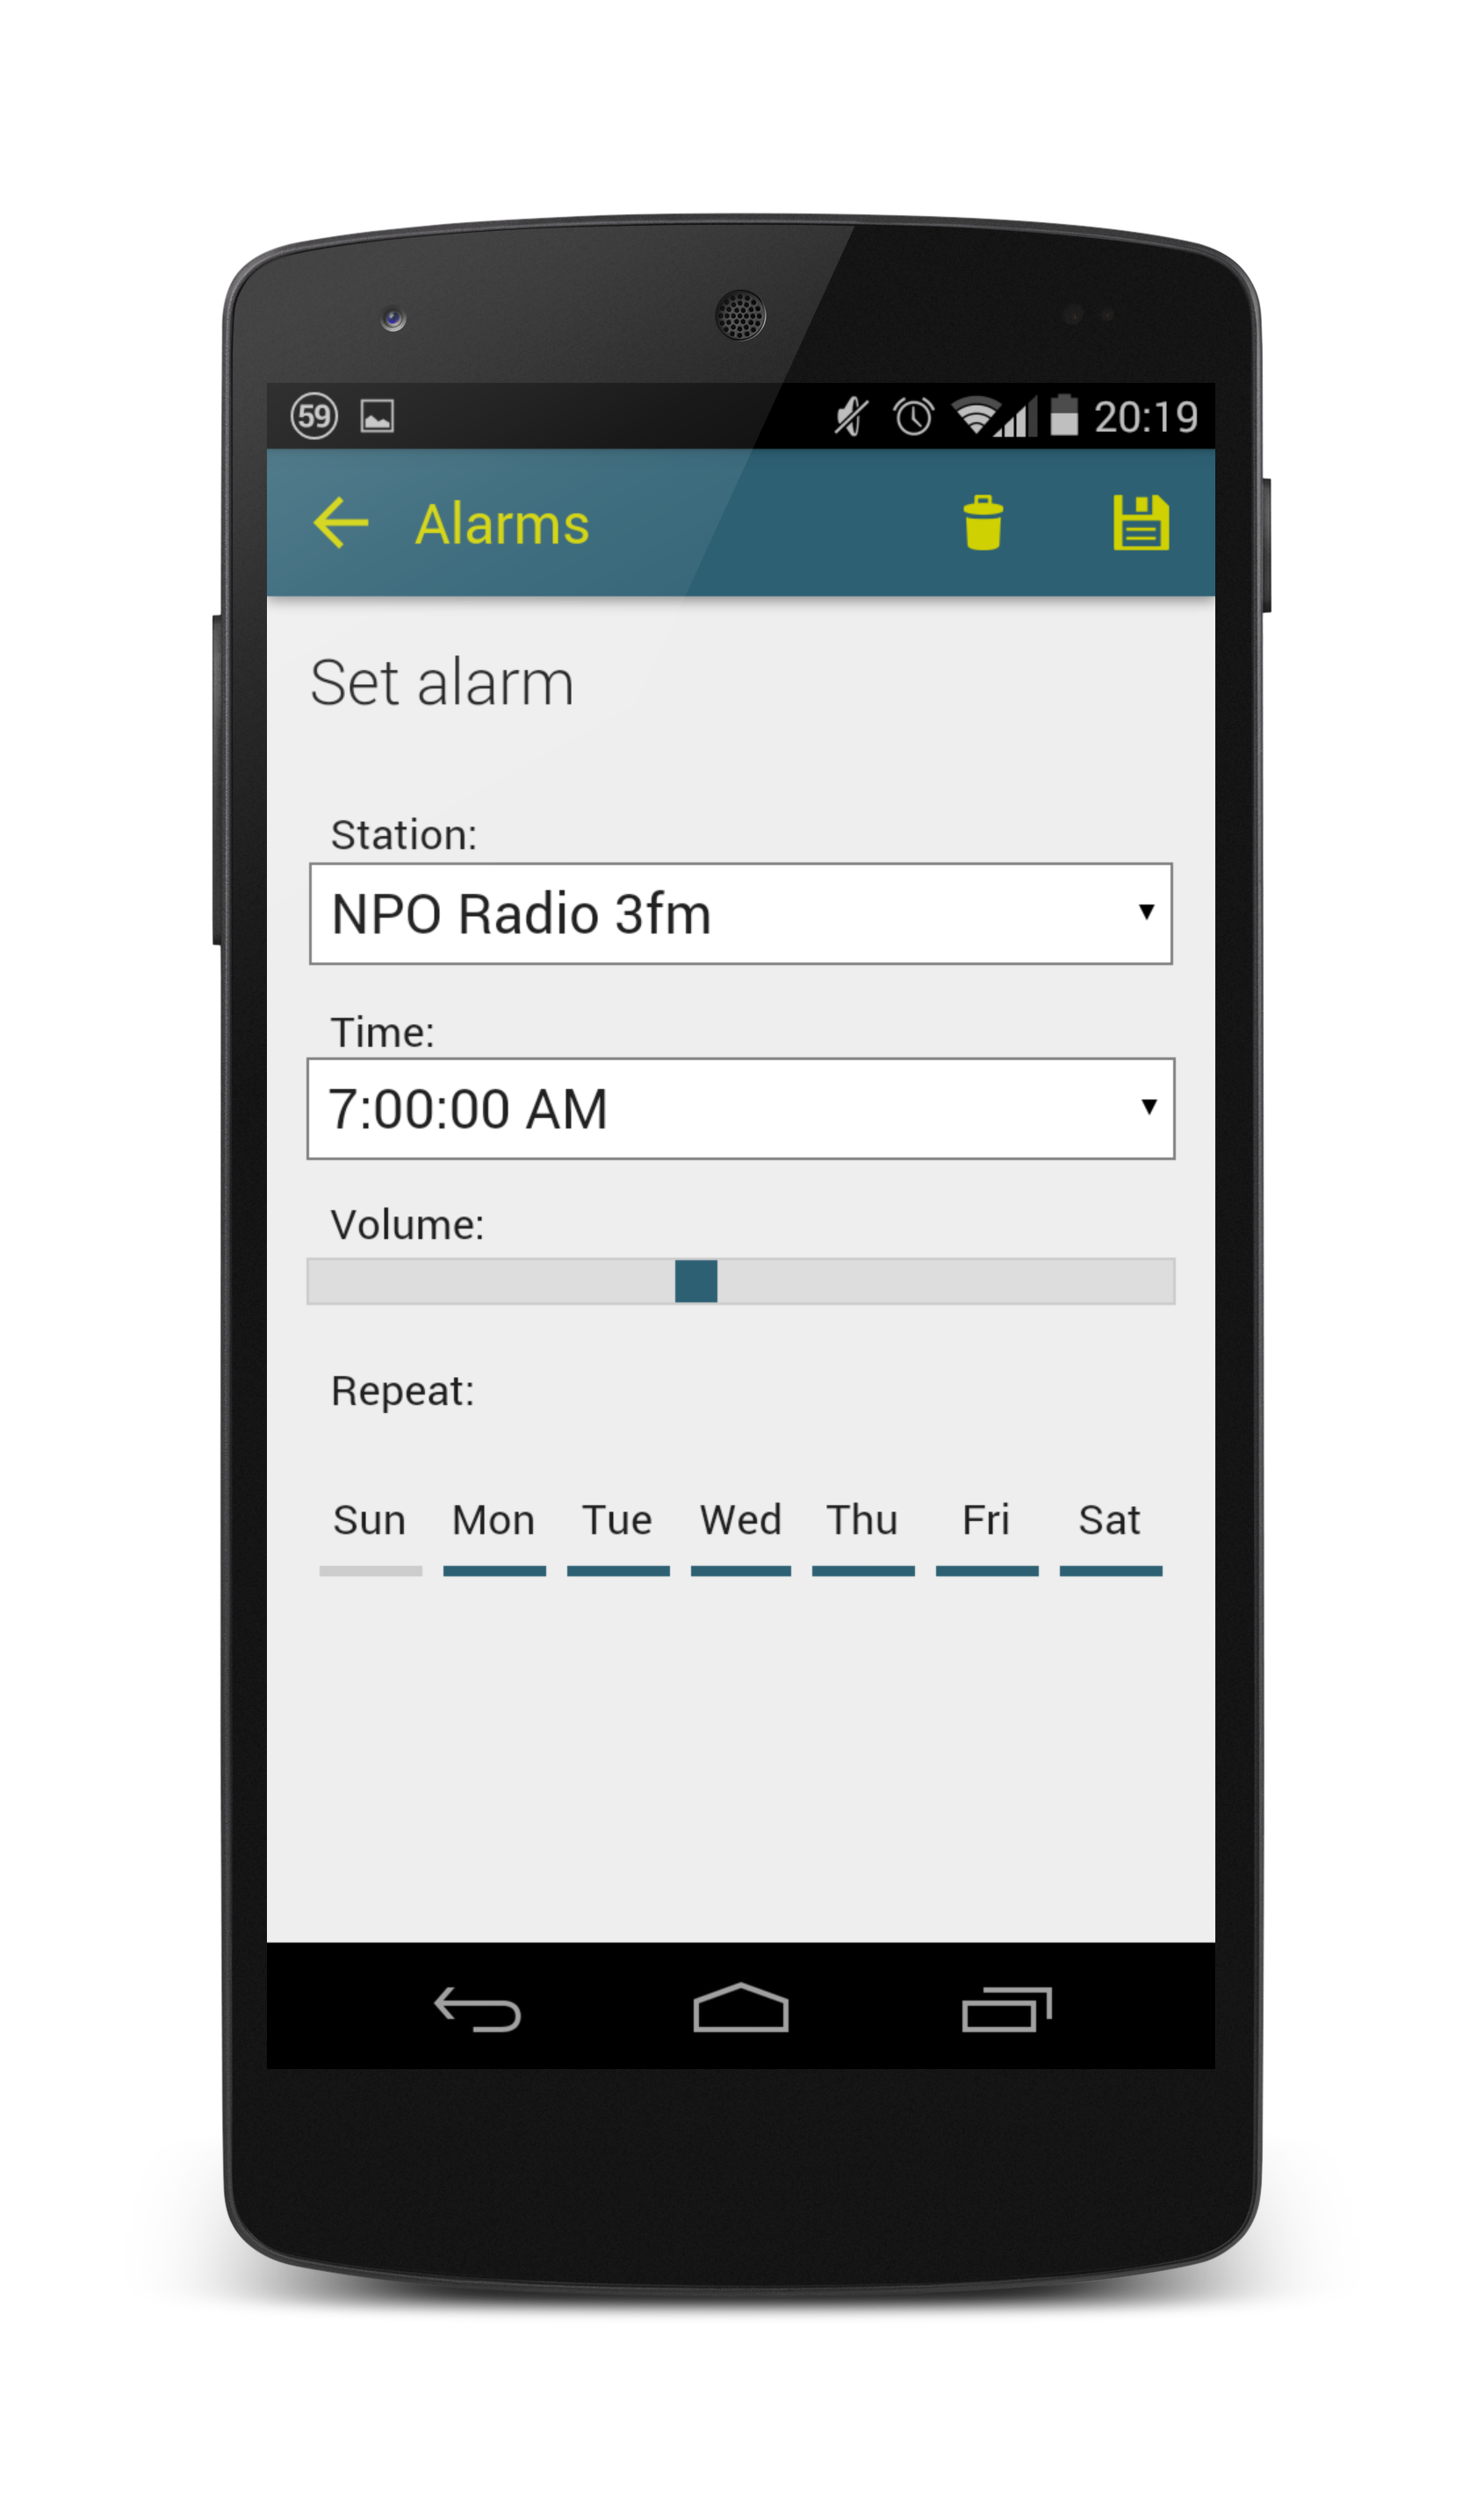 59 20:19
Alarms
Set alarm
Station:
NPO Radio 3fm
Time:
7:00:00 AM
Volume:
Repeat:
Sun Mon Tue Wed Thu Fri Sat